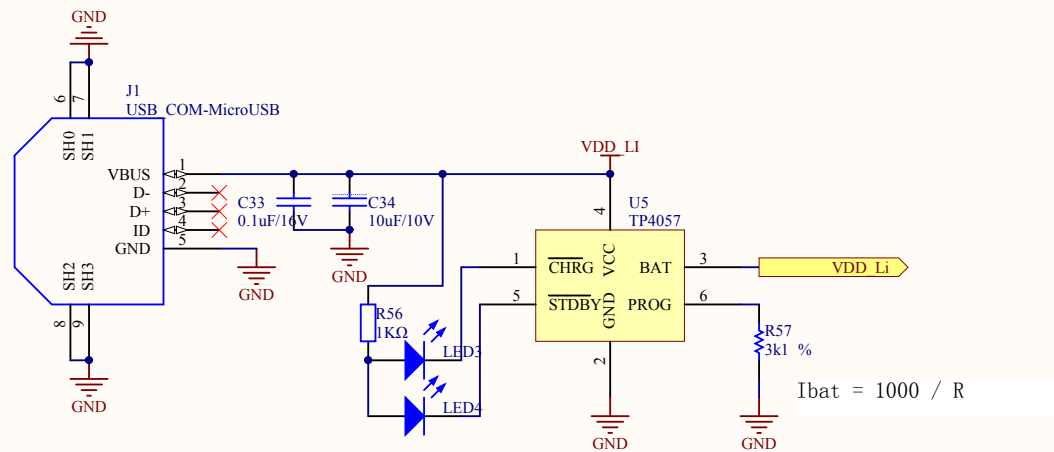 GND
J1
USB_COM-MicroUSB
6
7
SH0
SH1
VBUS 1
D- 2
D+ 3
ID 4
GND 5
SH2
SH3
8
9
GND
GND
C33
0.1uF/16V
C34
10uF/10V
GND
R56
1KΩ
LED3
LED4
VDD_LI
U5
TP4057
4
VCC
1 CHRG
5 STDBY
GND
2
GND
BAT 3
PROG 6
VDD_Li
R57
3k1 %
GND
Ibat = 1000 / R